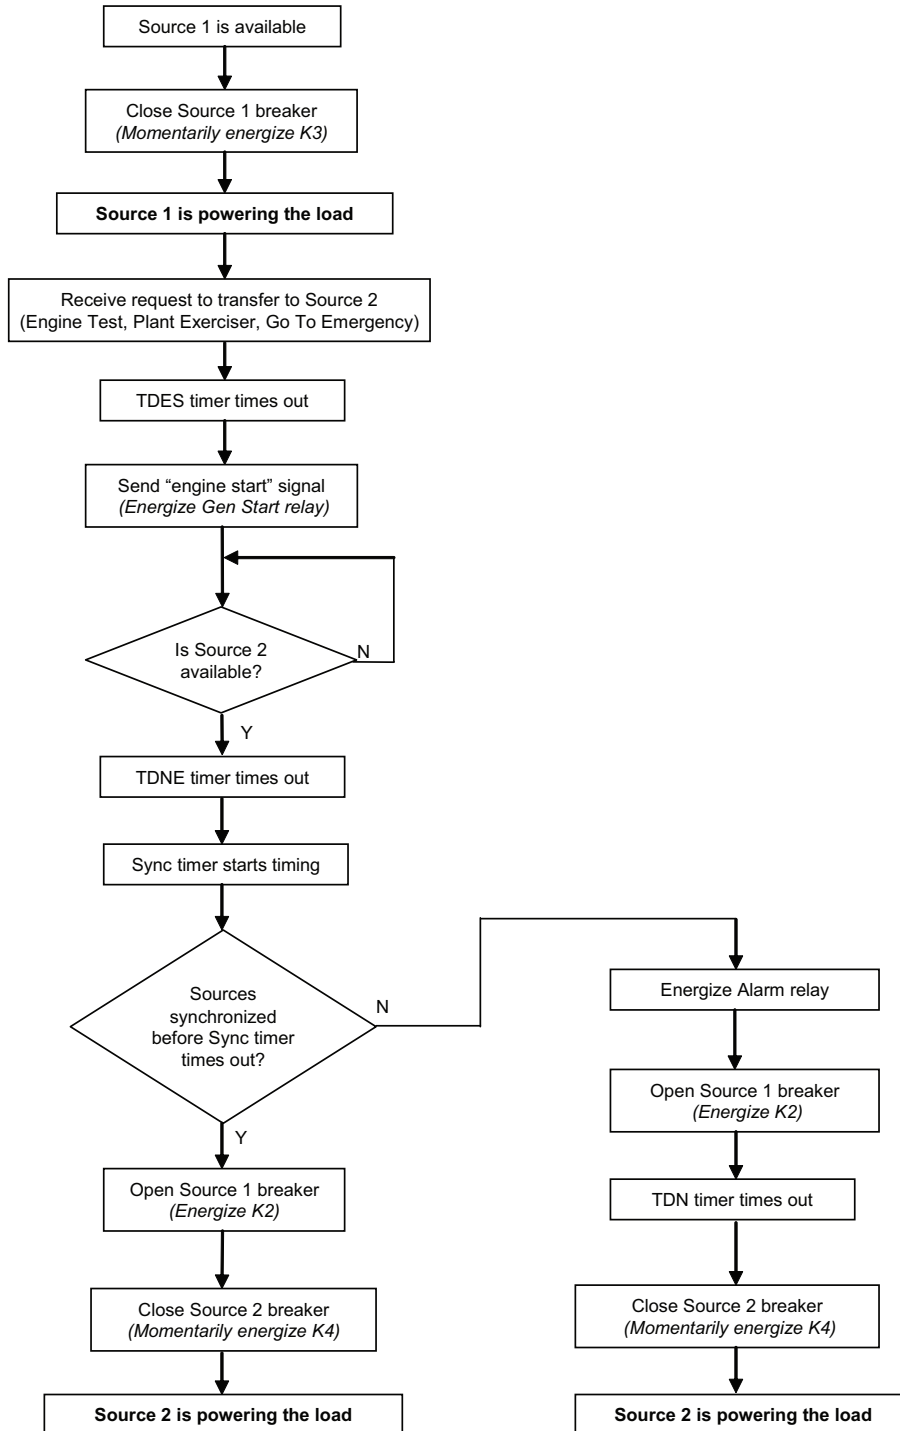 Source 1 is available
Close Source 1 breaker
(Momentarily energize K3)
Source 1 is powering the load
Receive request to transfer to Source 2
(Engine Test, Plant Exerciser, Go To Emergency)
TDES timer times out
Send “engine start” signal
(Energize Gen Start relay)
Is Source 2
available?
N
Y
TDNE timer times out
Sync timer starts timing
Sources
synchronized
before Sync timer
times out?
N
Y
Open Source 1 breaker
(Energize K2)
Close Source 2 breaker
(Momentarily energize K4)
Source 2 is powering the load
Energize Alarm relay
Open Source 1 breaker
(Energize K2)
TDN timer times out
Close Source 2 breaker
(Momentarily energize K4)
Source 2 is powering the load